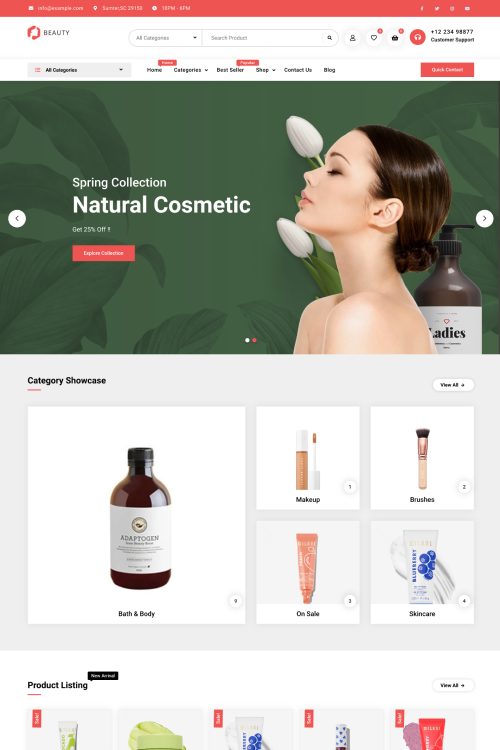 info@example.com Sumter,SC 29150 10PM - 6PM
BEAUTY
All Categories
Search Product
0
0
+12 234 98877
Customer Support
All Categories
Home
Popular
Home
Categories
Best Seller
Shop
Contact Us
Blog
Quick Contact
Spring Collection
Natural Cosmetic
Get 25% Off !!
Explore Collection
Ladies
Category Showcase
View All
ADAPTOGEN
9
Bath & Body
1
Makeup
2
Brushes
3
On Sale
BLUEBERRY
4
Skincare
New Arrival
Product Listing
View All
Sale!
Sale!
Sale!